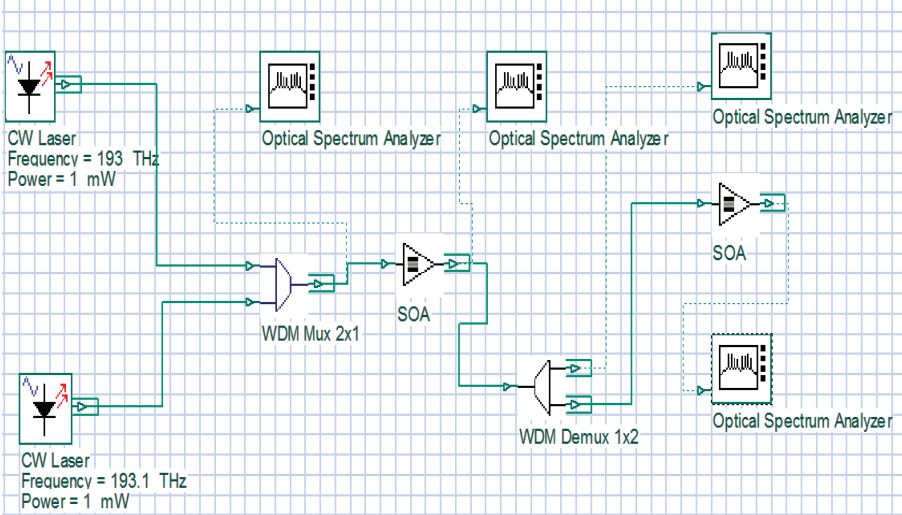 CW Laser
Frequency = 193 THz
Power = 1 mW
Optical Spectrum Analyzer
Optical Spectrum Analyzer
Optical Spectrum Analyzer
SOA
SOA
WDM Mux 2x1
WDM Demux 1x2
Optical Spectrum Analyzer
CW Laser
Frequency = 193.1 THz
Power = 1 mW